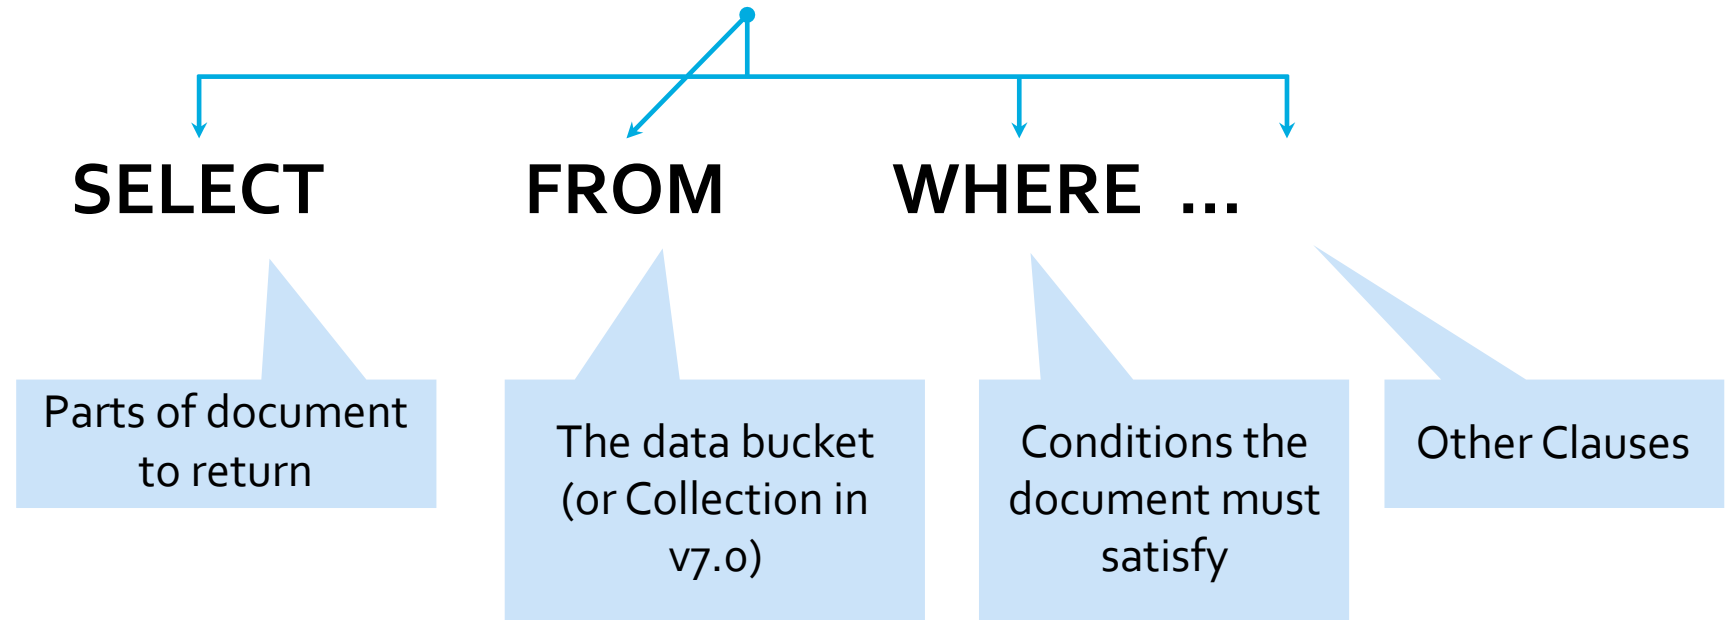 SELECT FROM WHERE ...
Parts of document
to return
The data bucket
(or Collection in
v7.0)
Conditions the
document must
satisfy
Other Clauses